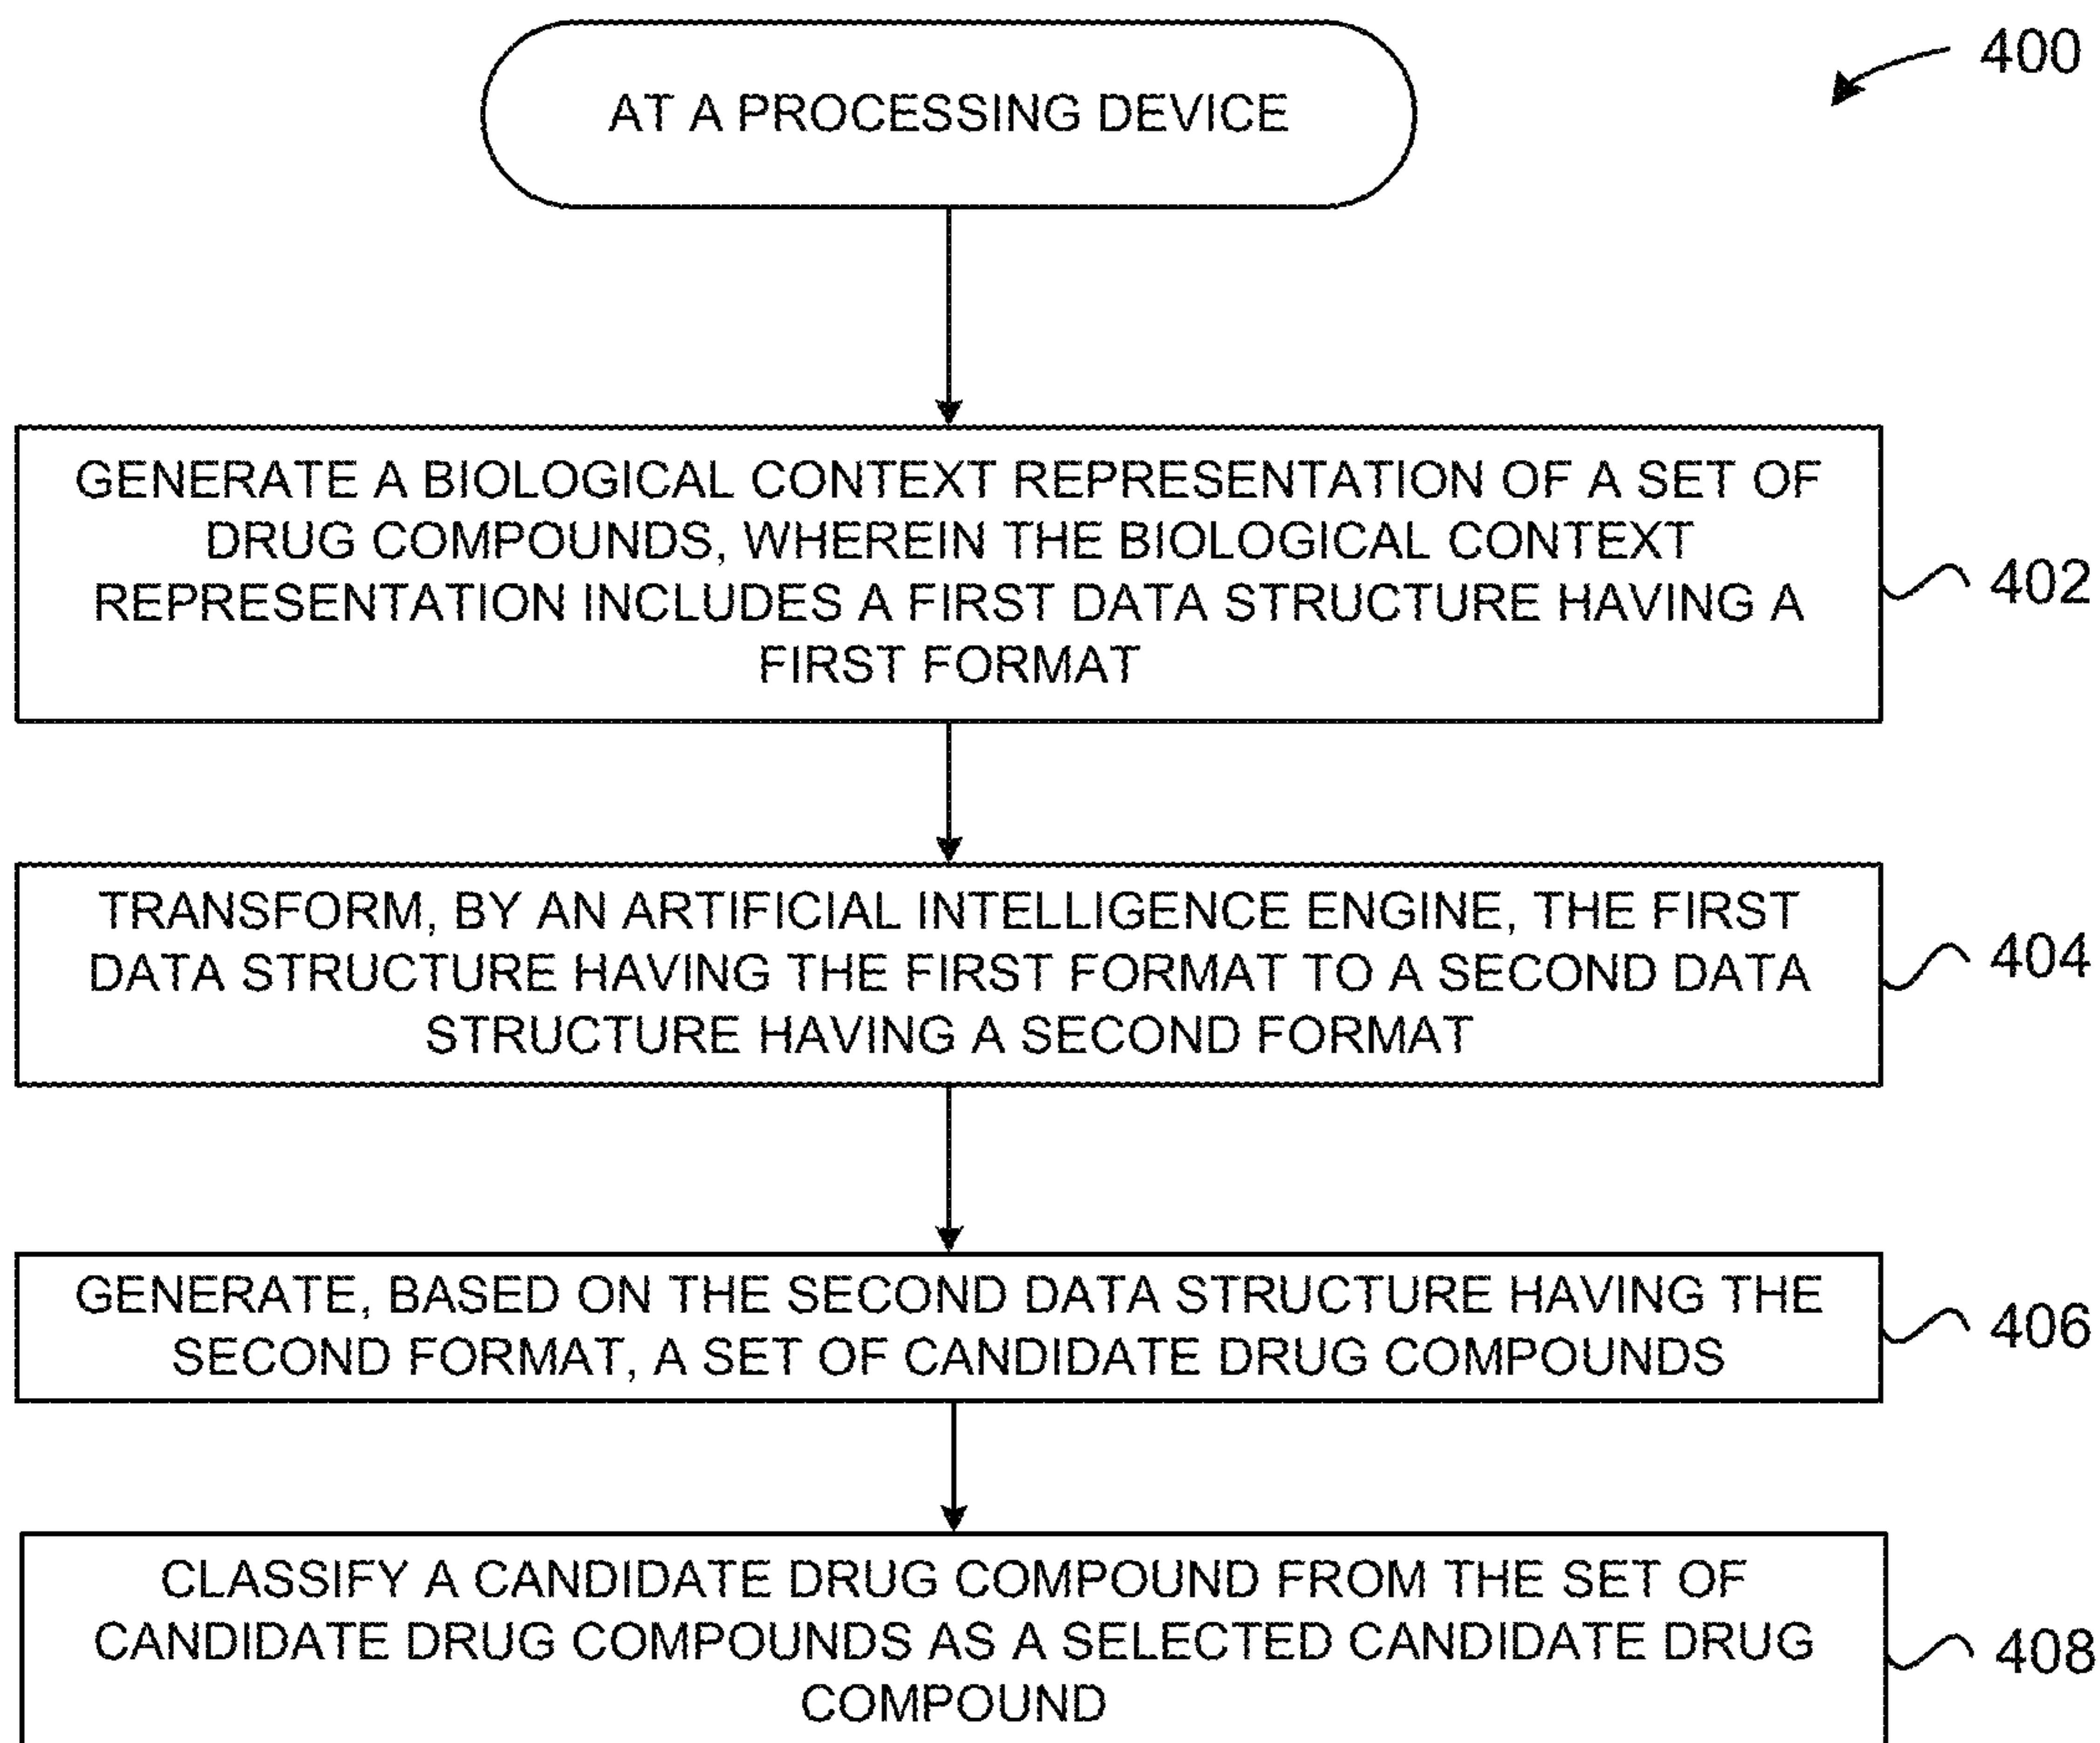 400
AT A PROCESSING DEVICE
GENERATE A BIOLOGICAL CONTEXT REPRESENTATION OF A SET OF
DRUG COMPOUNDS, WHEREIN THE BIOLOGICAL CONTEXT
REPRESENTATION INCLUDES A FIRST DATA STRUCTURE HAVING A
FIRST FORMAT
402
TRANSFORM, BY AN ARTIFICIAL INTELLIGENCE ENGINE, THE FIRST
DATA STRUCTURE HAVING THE FIRST FORMAT TO A SECOND DATA
STRUCTURE HAVING A SECOND FORMAT
404
GENERATE, BASED ON THE SECOND DATA STRUCTURE HAVING THE
SECOND FORMAT, A SET OF CANDIDATE DRUG COMPOUNDS
406
CLASSIFY A CANDIDATE DRUG COMPOUND FROM THE SET OF
CANDIDATE DRUG COMPOUNDS AS A SELECTED CANDIDATE DRUG
COMPOUND
408